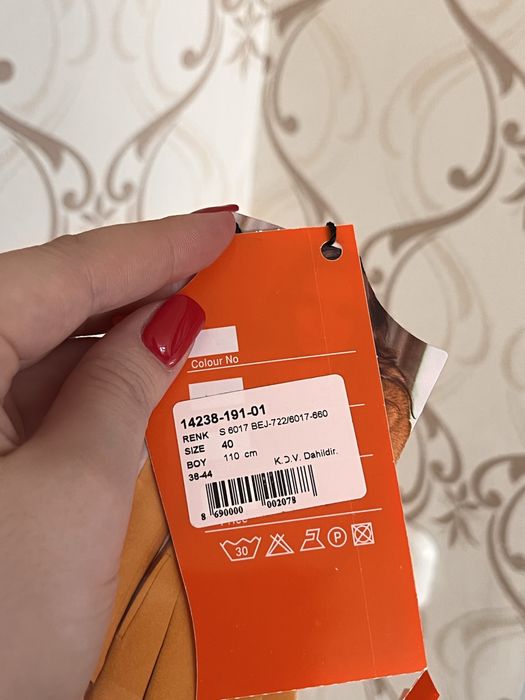 Colour No
14238-191-01
RENK S 6017 BEJ-722/6017-660
SIZE 40
BOY 110 cm
38-44 K.D.V. Dahildir.
8 690000 002078
30
P